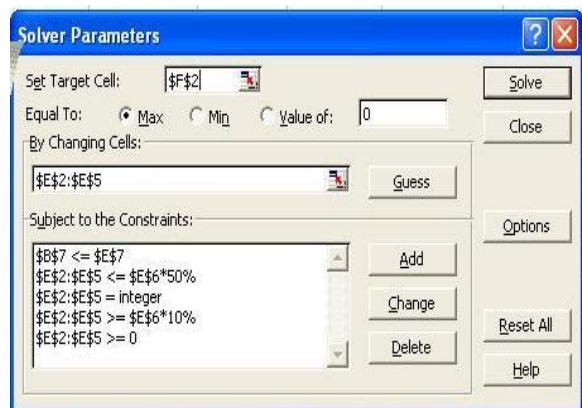 Solver Parameters
?
X
Set Target Cell: $F$2
Solve
Equal To: Max Min Value of: 0
Close
By Changing Cells:
$E$2:$E$5
Guess
Subject to the Constraints:
Options
$B$7 <= $E$7
$E$2:$E$5 <= $E$6*50%
$E$2:$E$5 = integer
$E$2:$E$5 >= $E$6*10%
$E$2:$E$5 >= 0
Add
Change
Delete
Reset All
Help